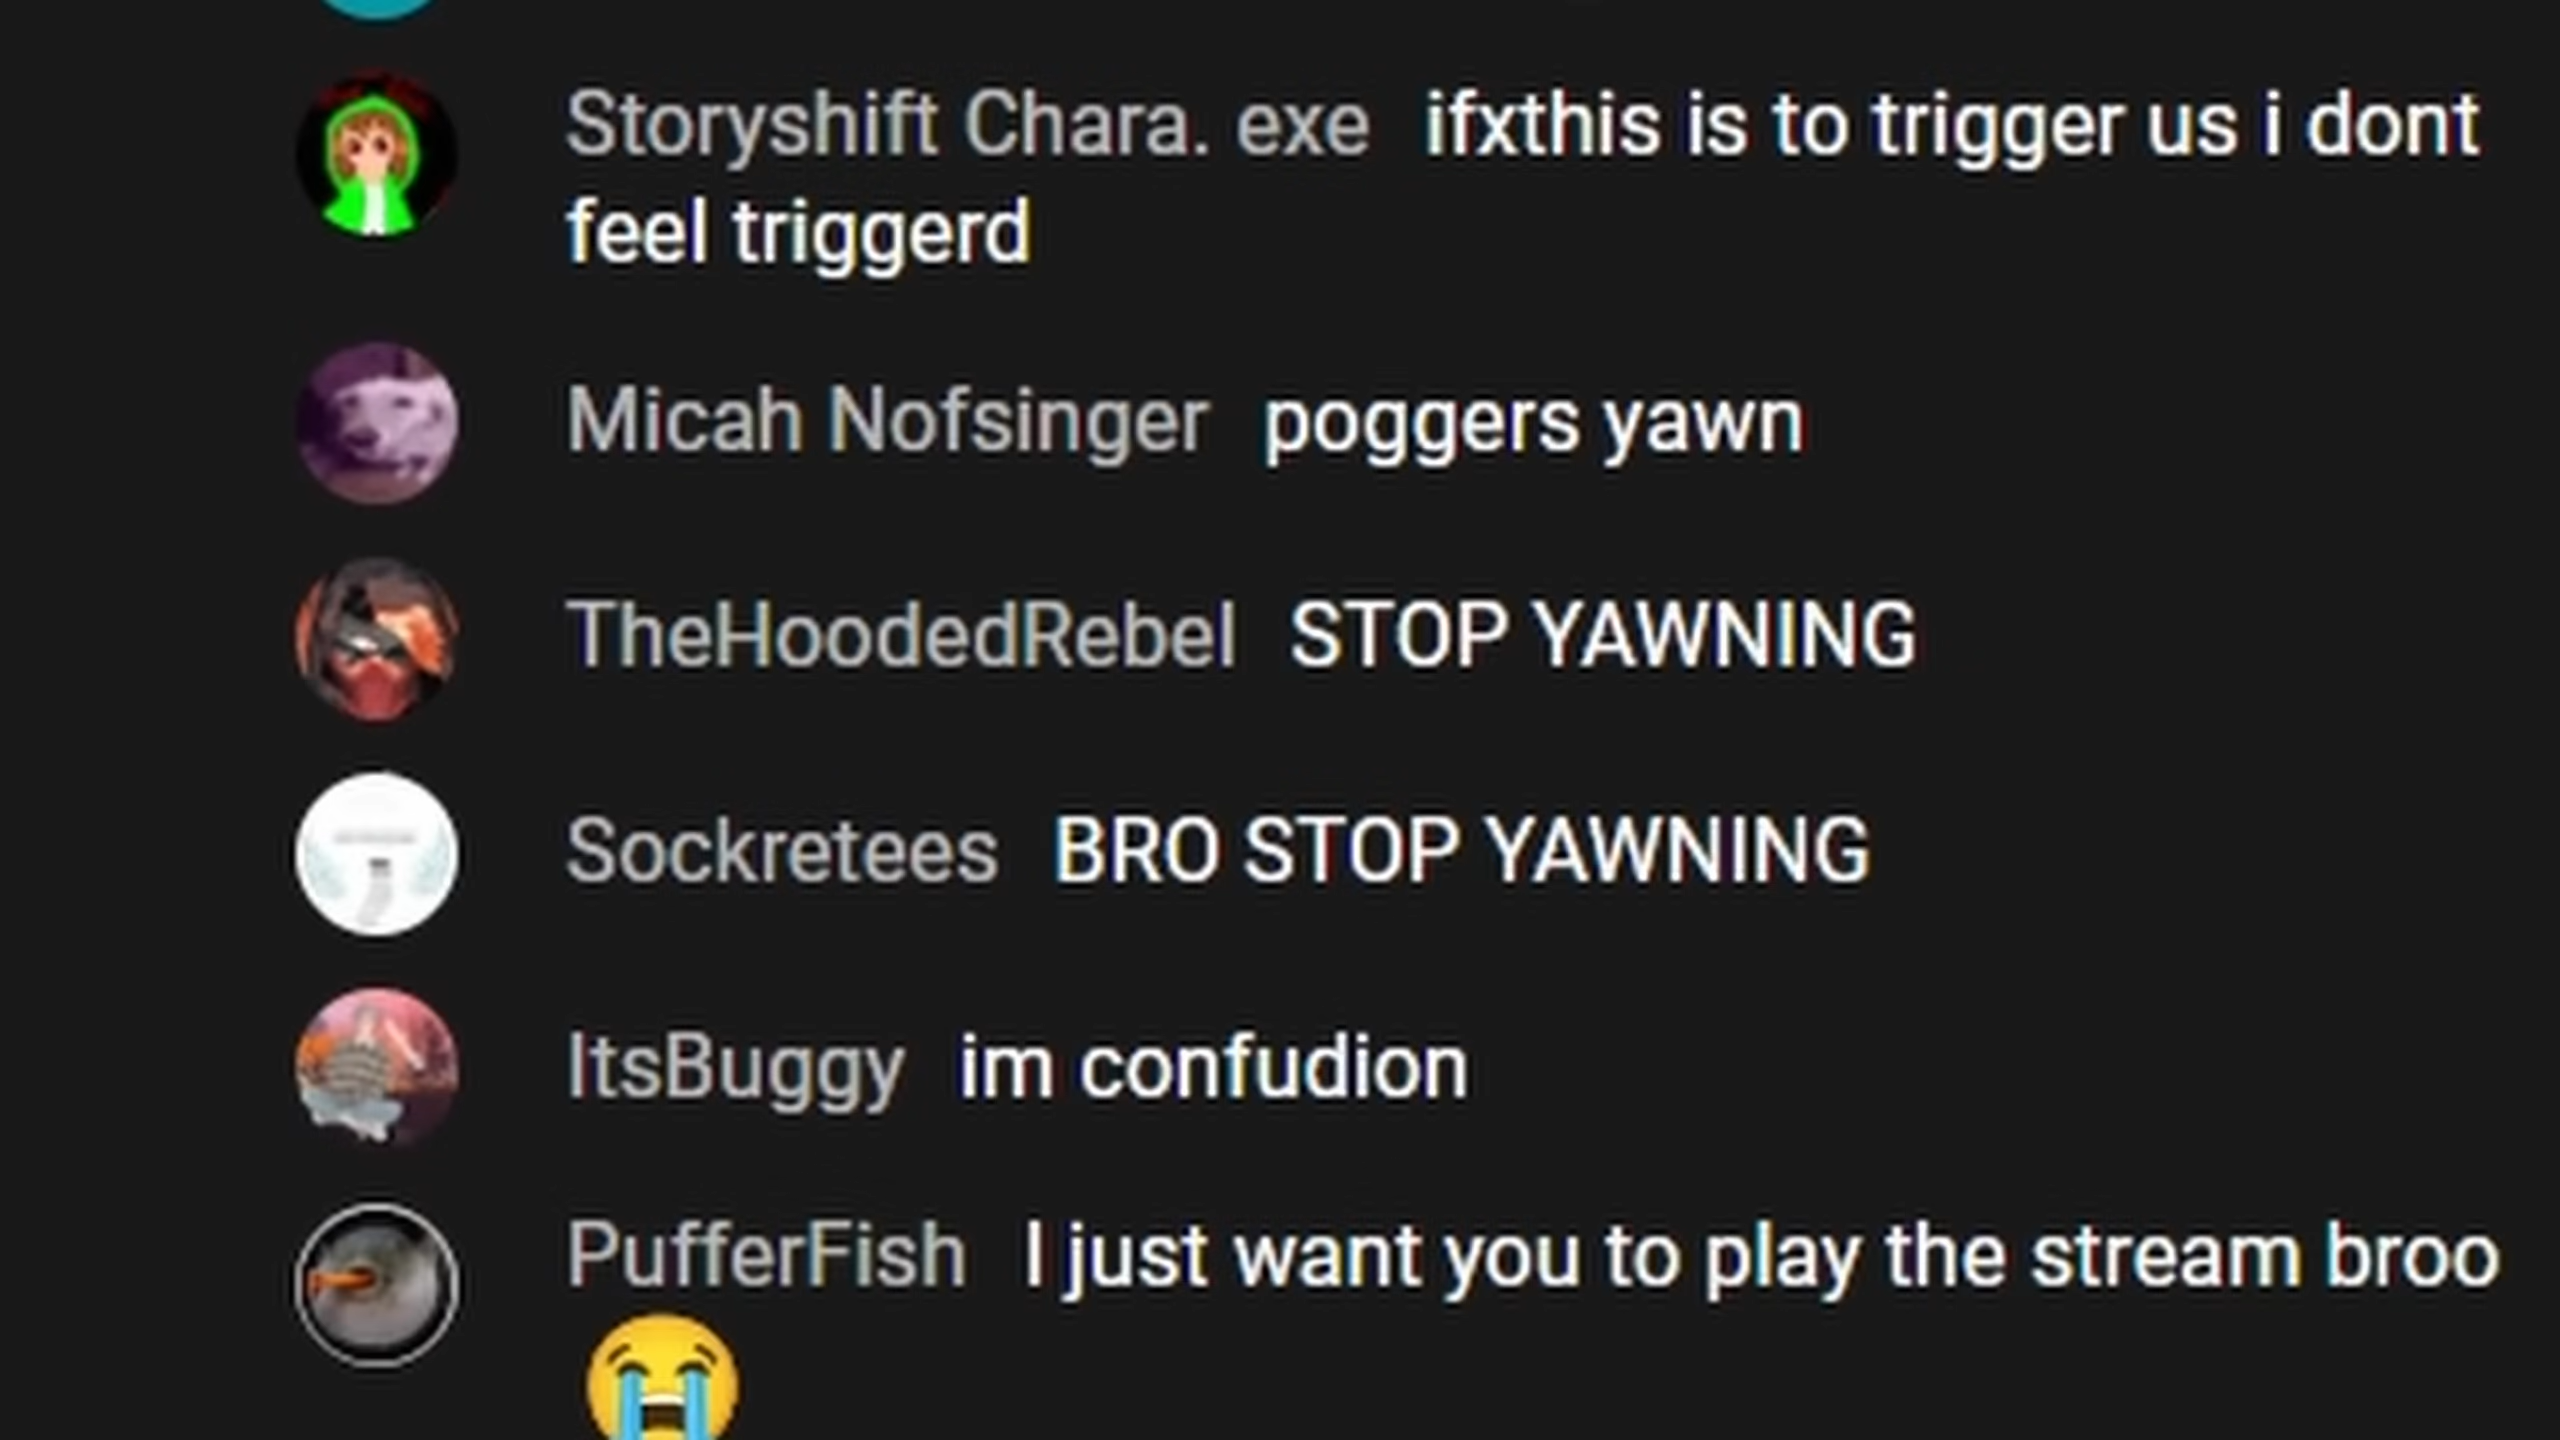 Storyshift Chara. exe ifxthis is to trigger us i dont
feel triggerd
Micah Nofsinger poggers yawn
TheHoodedRebel STOP YAWNING
Sockretees BRO STOP YAWNING
ItsBuggy im confudion
PufferFish I just want you to play the stream broo
😭